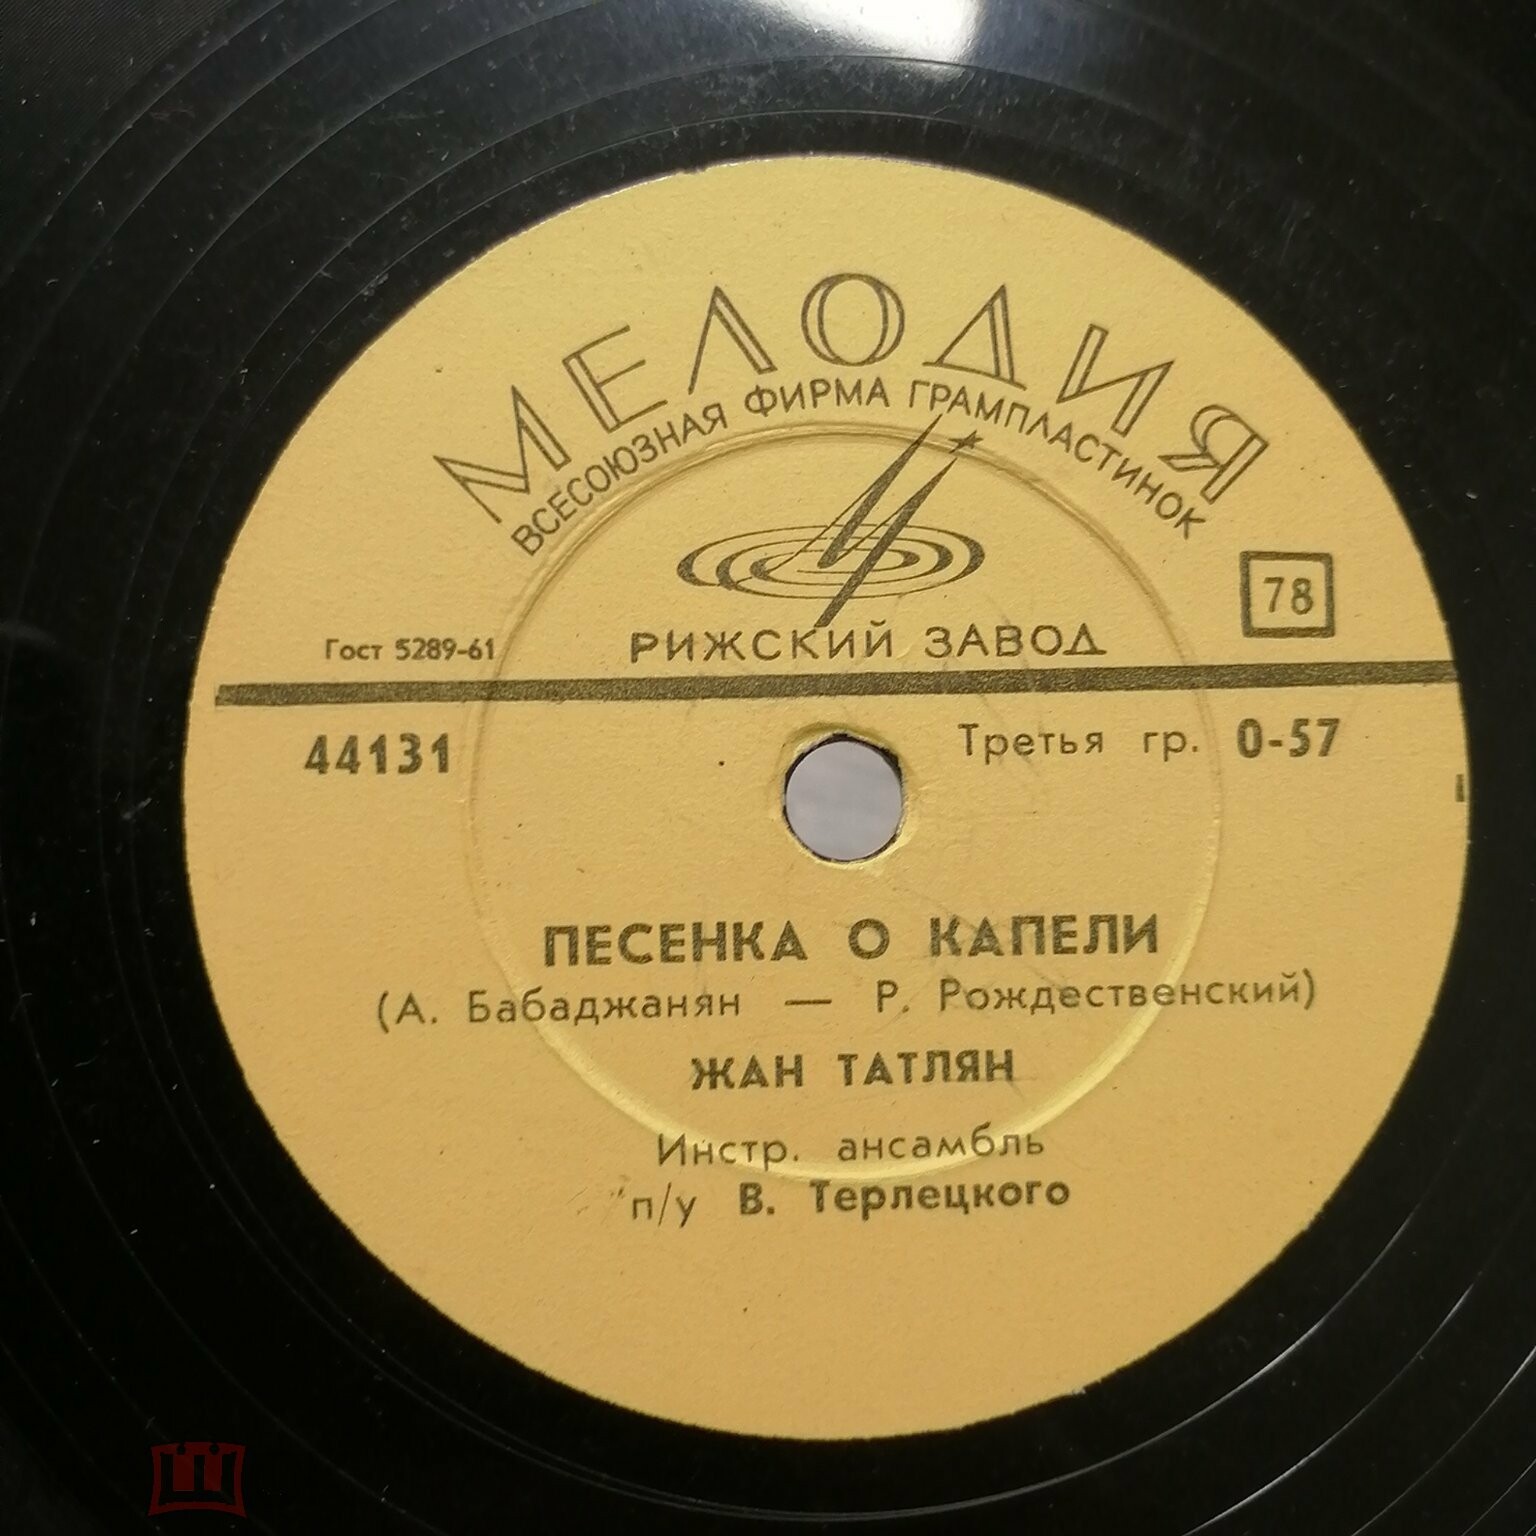 МЕЛОДИЯ
ВСЕСОЮЗНАЯ ФИРМА ГРАМПЛАСТИНОК
78
Гост 5289-61
РИЖСКИЙ ЗАВОД
44131
Третья гр. 0-57
ПЕСЕНКА О КАПЕЛИ
(А. Бабаджанян — Р. Рождественский)
ЖАН ТАТЛЯН
Инстр. ансамбль
п/у В. Терлецкого